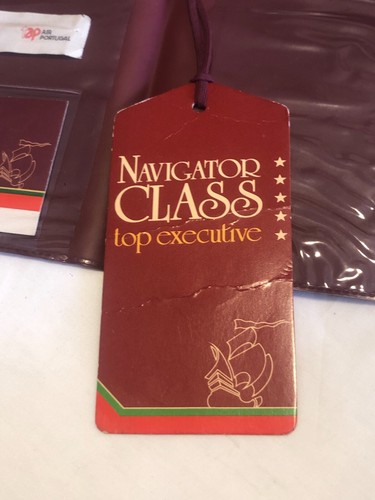 AIR
PORTUGAL
NAVIGATOR
CLASS
top executive